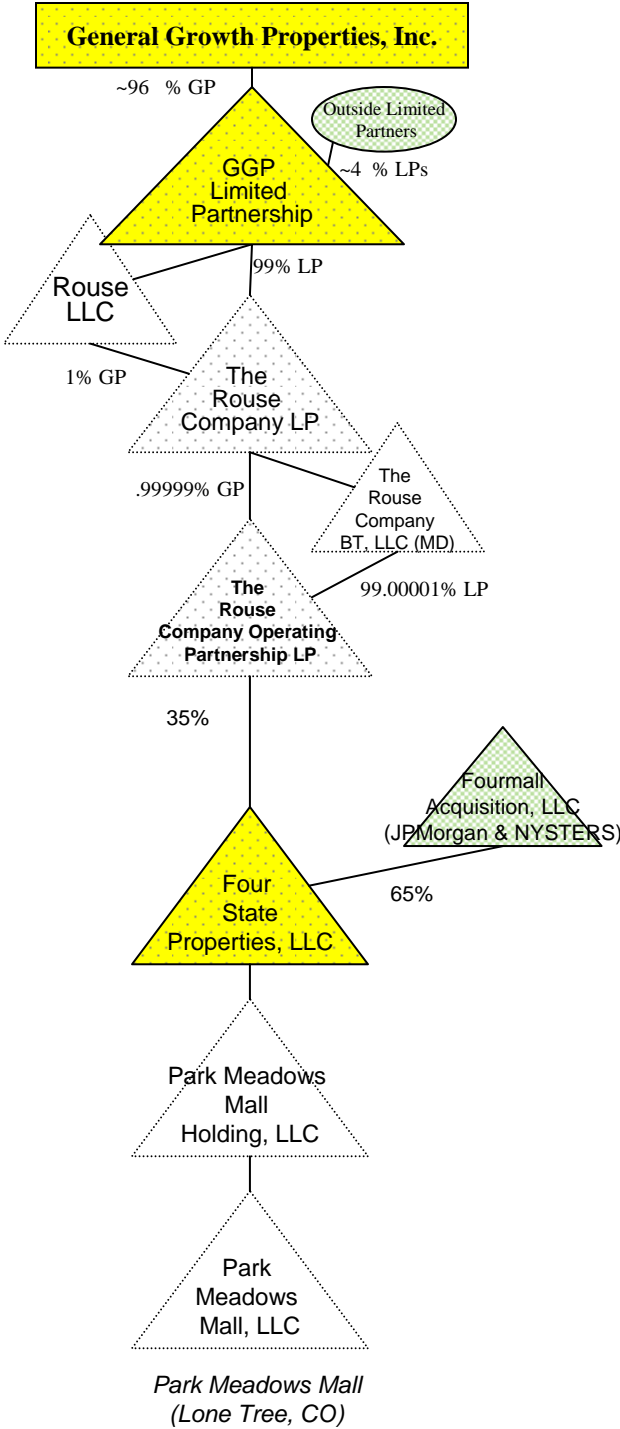 General Growth Properties, Inc.
~96 % GP
Outside Limited
Partners
~4 % LPs
GGP
Limited
Partnership
99% LP
Rouse
LLC
1% GP
The
Rouse
Company LP
.99999% GP
The
Rouse
Company
BT, LLC (MD)
99.00001% LP
The
Rouse
Company Operating
Partnership LP
35%
Fourmall
Acquisition, LLC
(JPMorgan & NYSTERS)
65%
Four
State
Properties, LLC
Park Meadows
Mall
Holding, LLC
Park
Meadows
Mall, LLC
Park Meadows Mall
(Lone Tree, CO)